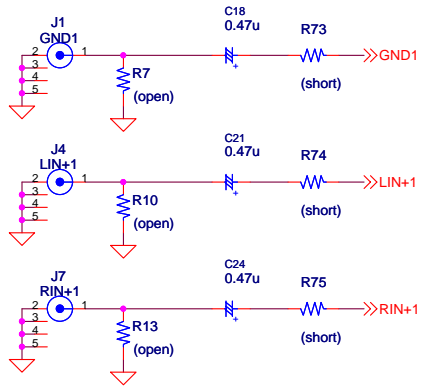 J1
GND1
2
1
3
4
5
R7
(open)
C18
0.47u
+
R73
(short)
GND1
J4
LIN+1
2
1
3
4
5
R10
(open)
C21
0.47u
+
R74
(short)
LIN+1
J7
RIN+1
2
1
3
4
5
R13
(open)
C24
0.47u
+
R75
(short)
RIN+1